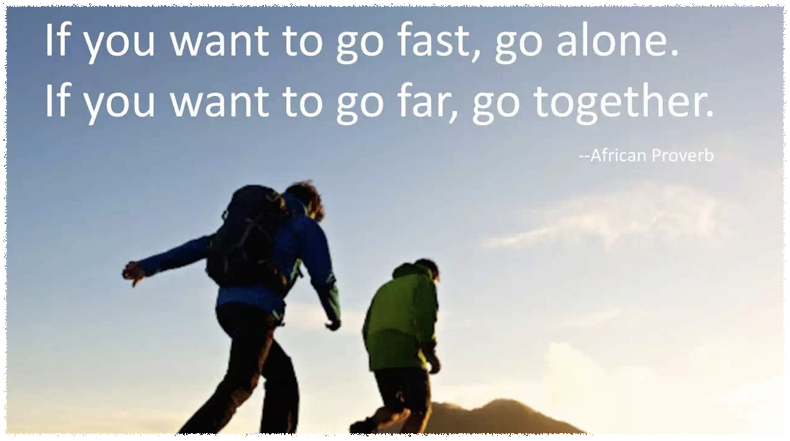 If you want to go fast, go alone.
If you want to go far, go together.
--African Proverb